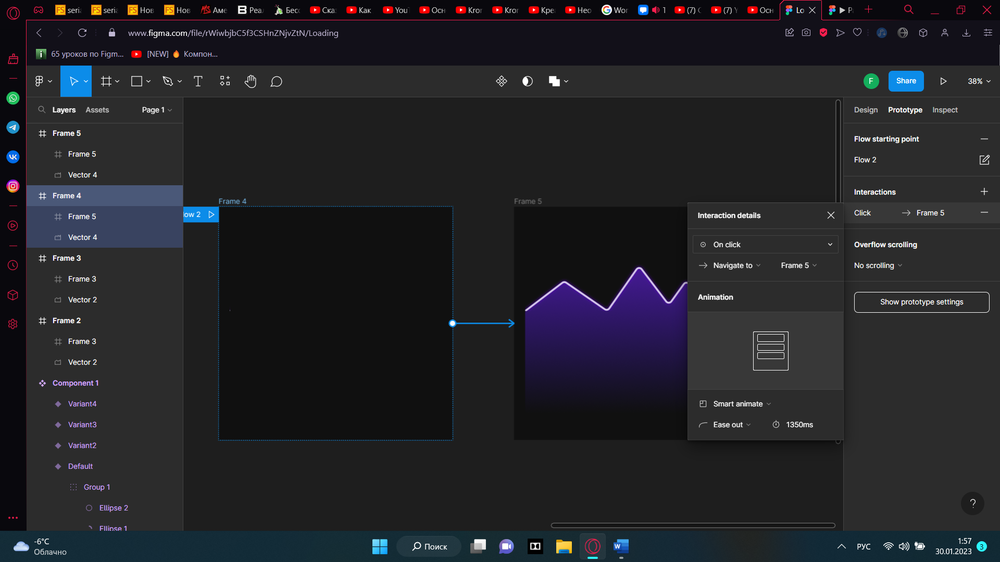 seria
seria
Нов
Нов
Аме
Реа
Бесс
Ска
Как
You
Осн
Kror
Kror
Кре
Нео
Wor
1
(7)
(7)
Осн
Lo
www.figma.com/file/rWiwbjbC5f3CSHnZNjvZtN/Loading
65 уроков по Figm...
[NEW] 🔥 Компон...
F
Share
38%
Layers
Assets
Page 1
Design
Prototype
Inspect
Frame 5
Frame 5
Vector 4
Frame 4
Frame 5
Vector 4
Frame 3
Frame 3
Vector 2
Frame 2
Frame 3
Vector 2
Component 1
Variant4
Variant3
Variant2
Default
Group 1
Ellipse 2
Ellipse 1
Frame 4
low 2
Frame 5
Interaction details
On click
Navigate to
Frame 5
Animation
Smart animate
Ease out
1350ms
Flow starting point
Flow 2
Interactions
Click
Frame 5
Overflow scrolling
No scrolling
Show prototype settings
?
-6°C
Облачно
Поиск
РУС
1:57
30.01.2023
3